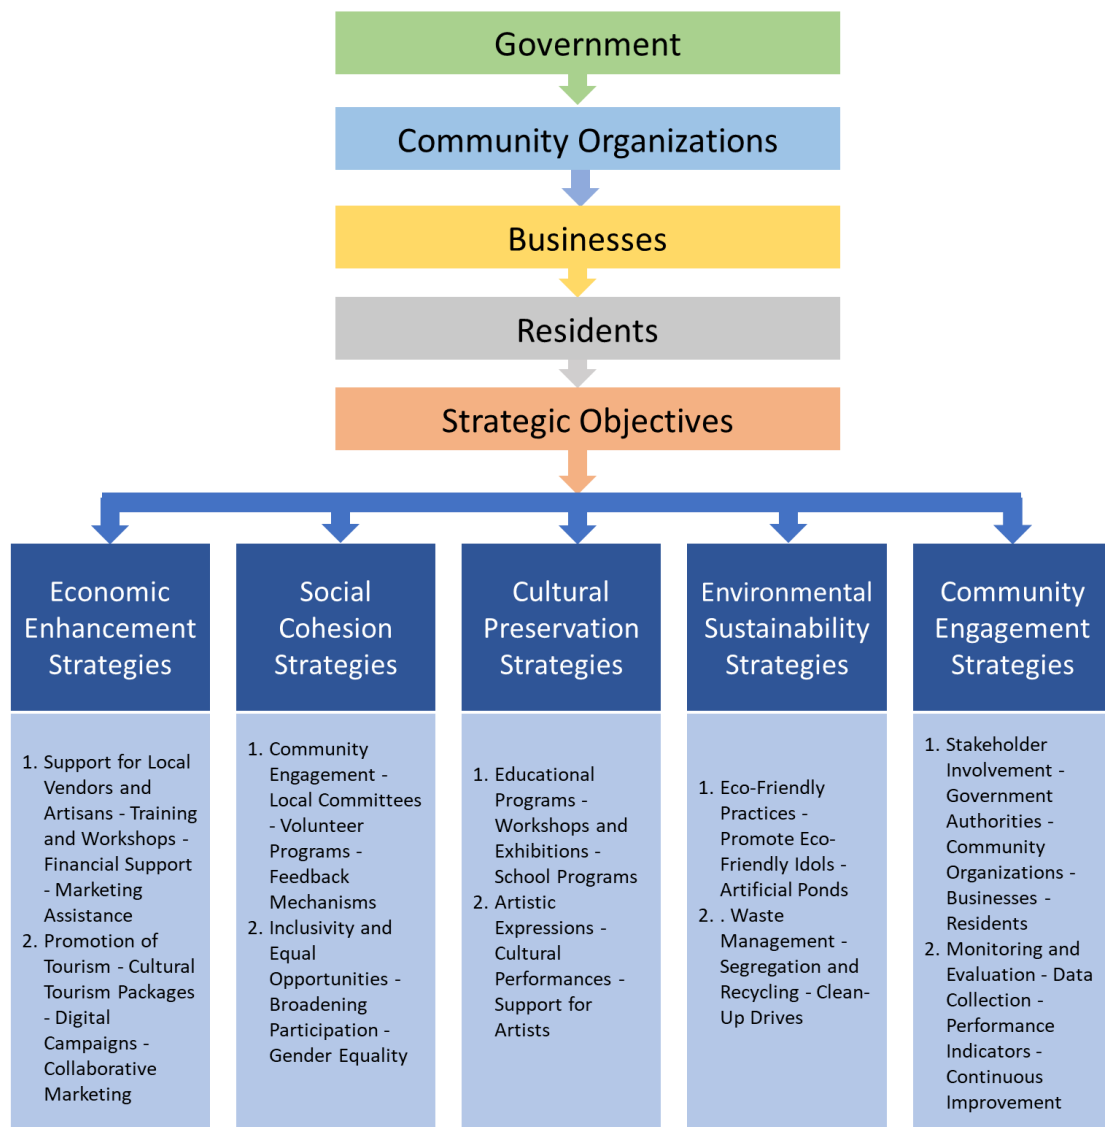 Government
Community Organizations
Businesses
Residents
Strategic Objectives
Economic
Enhancement
Strategies
Social
Cohesion
Strategies
Cultural
Preservation
Strategies
Environmental
Sustainability
Strategies
Community
Engagement
Strategies
1. Support for Local
Vendors and
Artisans - Training
and Workshops -
Financial Support
- Marketing
Assistance
2. Promotion of
Tourism - Cultural
Tourism Packages
- Digital
Campaigns -
Collaborative
Marketing
1. Community
Engagement -
Local Committees
- Volunteer
Programs -
Feedback
Mechanisms
2. Inclusivity and
Equal
Opportunities -
Broadening
Participation -
Gender Equality
1. Educational
Programs -
Workshops and
Exhibitions -
School Programs
2. Artistic
Expressions -
Cultural
Performances -
Support for
Artists
1. Eco-Friendly
Practices -
Promote Eco-
Friendly Idols -
Artificial Ponds
2. . Waste
Management -
Segregation and
Recycling - Clean-
Up Drives
1. Stakeholder
Involvement -
Government
Authorities -
Community
Organizations -
Businesses -
Residents
2. Monitoring and
Evaluation - Data
Collection -
Performance
Indicators -
Continuous
Improvement